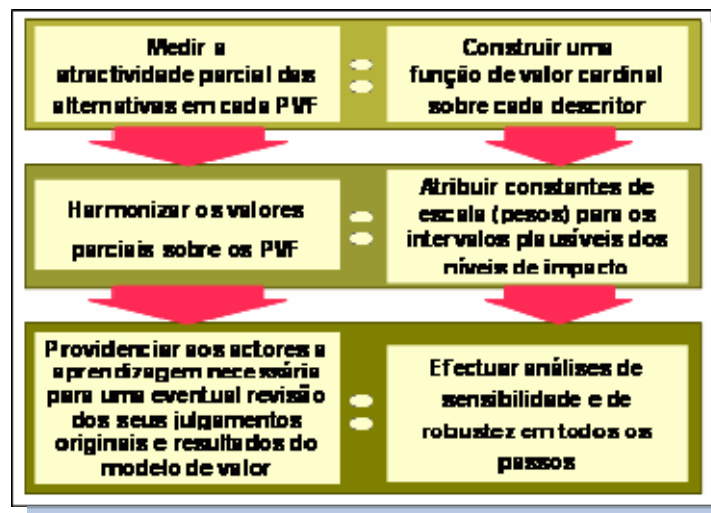 Medir a
atractividade parcial das
alternativas em cada PVF
Construir uma
função de valor cardinal
sobre cada descritor
Harmonizar os valores
parciais sobre os PVF
Atribuir constantes de
escala (pesos) para os
intervalos plausíveis dos
níveis de impacto
Providenciar aos actores a
aprendizagem necessária
para uma eventual revisão
dos seus julgamentos
originais e resultados do
modelo de valor
Efectuar análises de
sensibilidade e de
robustez em todos os
passos